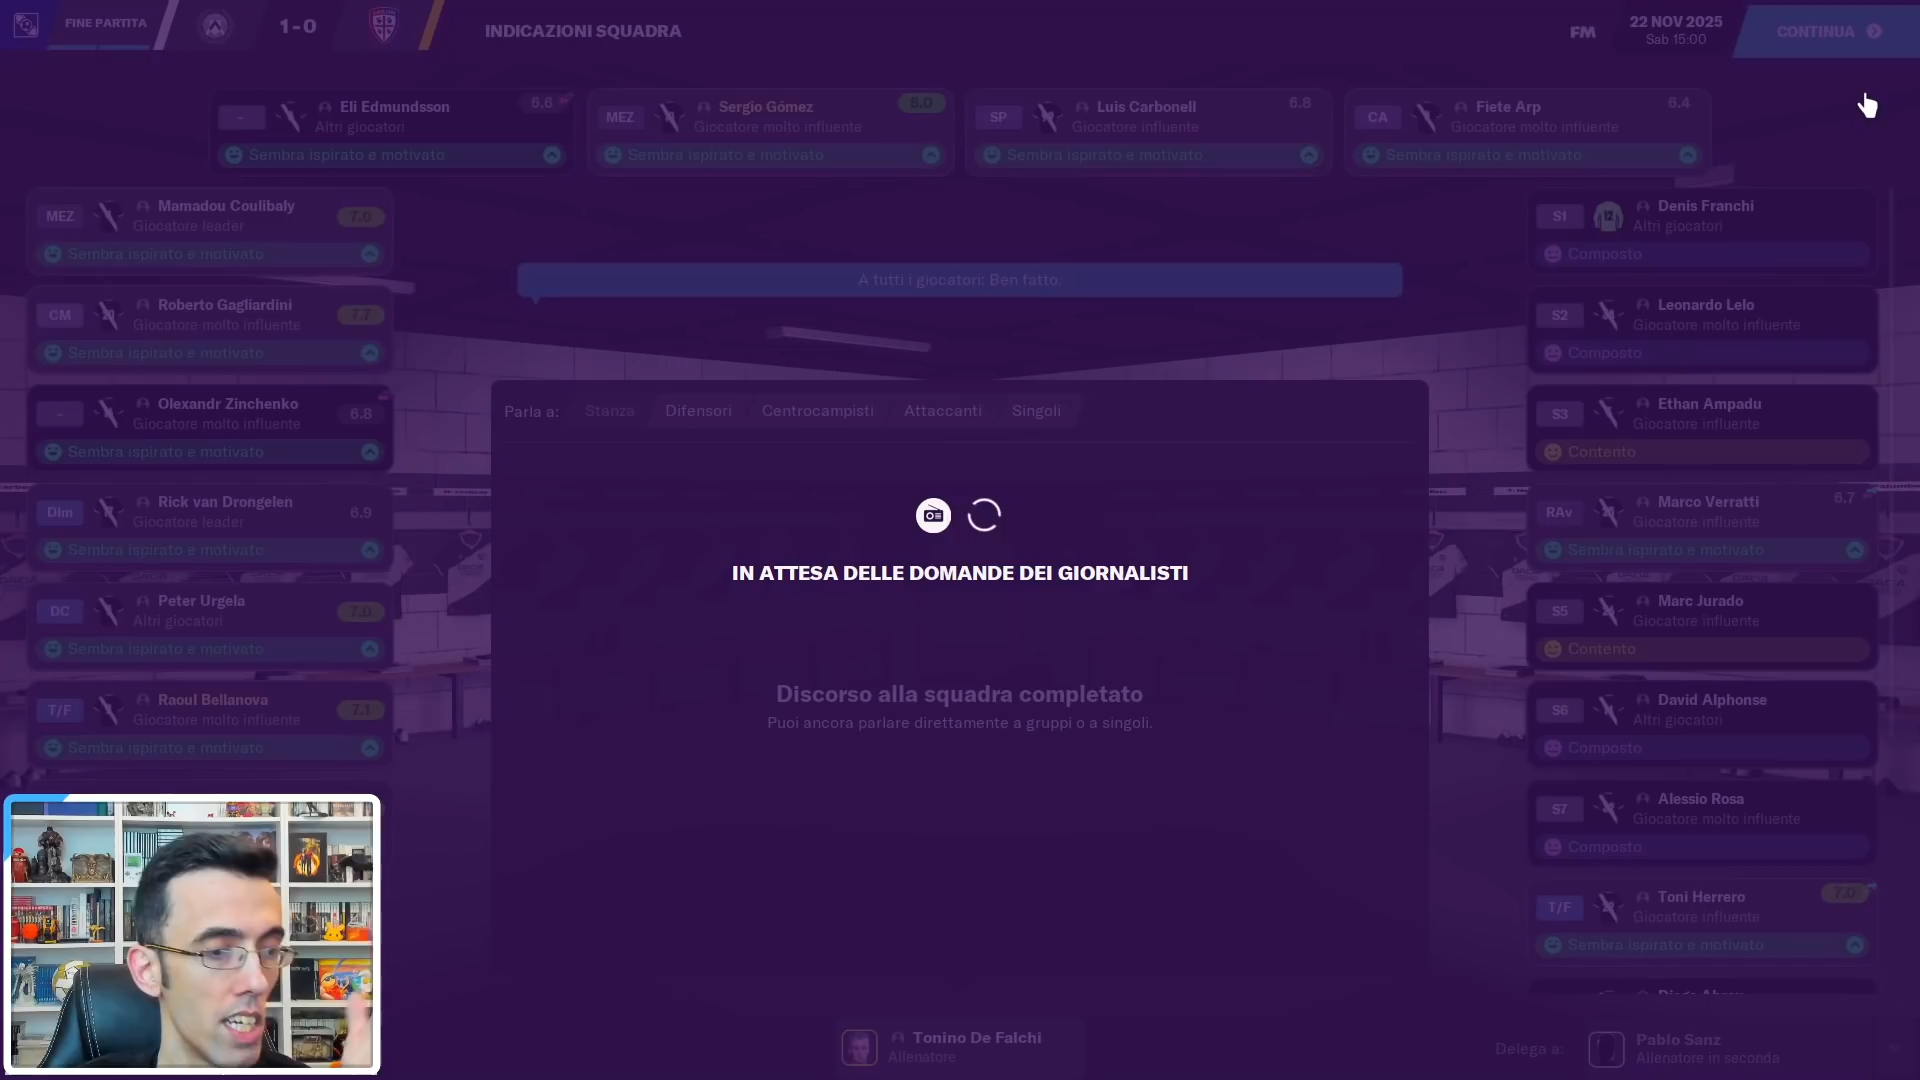 FINE PARTITA
1 - 0
INDICAZIONI SQUADRA
FM
22 NOV 2025
Sab 15:00
CONTINUA
-
Eli Edmundsson
6.6
Altri giocatori
Sembra ispirato e motivato
MEZ
Sergio Gómez
8.0
Giocatore molto influente
Sembra ispirato e motivato
SP
Luis Carbonell
6.8
Giocatore influente
Sembra ispirato e motivato
CA
Fiete Arp
6.4
Giocatore molto influente
Sembra ispirato e motivato
MEZ
Mamadou Coulibaly
7.0
Giocatore leader
Sembra ispirato e motivato
CM
Roberto Gagliardini
7.7
Giocatore molto influente
Sembra ispirato e motivato
-
Olexandr Zinchenko
6.8
Giocatore molto influente
Sembra ispirato e motivato
DIm
Rick van Drongelen
6.9
Giocatore leader
Sembra ispirato e motivato
DC
Peter Urgela
7.0
Altri giocatori
Sembra ispirato e motivato
T/F
Raoul Bellanova
7.1
Giocatore molto influente
Sembra ispirato e motivato
A tutti i giocatori: Ben fatto.
Parla a:
Stanza
Difensori
Centrocampisti
Attaccanti
Singoli
IN ATTESA DELLE DOMANDE DEI GIORNALISTI
Discorso alla squadra completato
Puoi ancora parlare direttamente a gruppi o a singoli.
S1
12
Denis Franchi
Altri giocatori
Composto
S2
Leonardo Lelo
Giocatore molto influente
Composto
S3
Ethan Ampadu
Giocatore influente
Contento
RAv
Marco Verratti
6.7
Giocatore influente
Sembra ispirato e motivato
S5
Marc Jurado
Giocatore influente
Contento
S6
David Alphonse
Altri giocatori
Composto
S7
Alessio Rosa
Giocatore molto influente
Composto
T/F
Toni Herrero
7.0
Giocatore influente
Sembra ispirato e motivato
Tonino De Falchi
Allenatore
Delega a:
Pablo Sanz
Allenatore in seconda